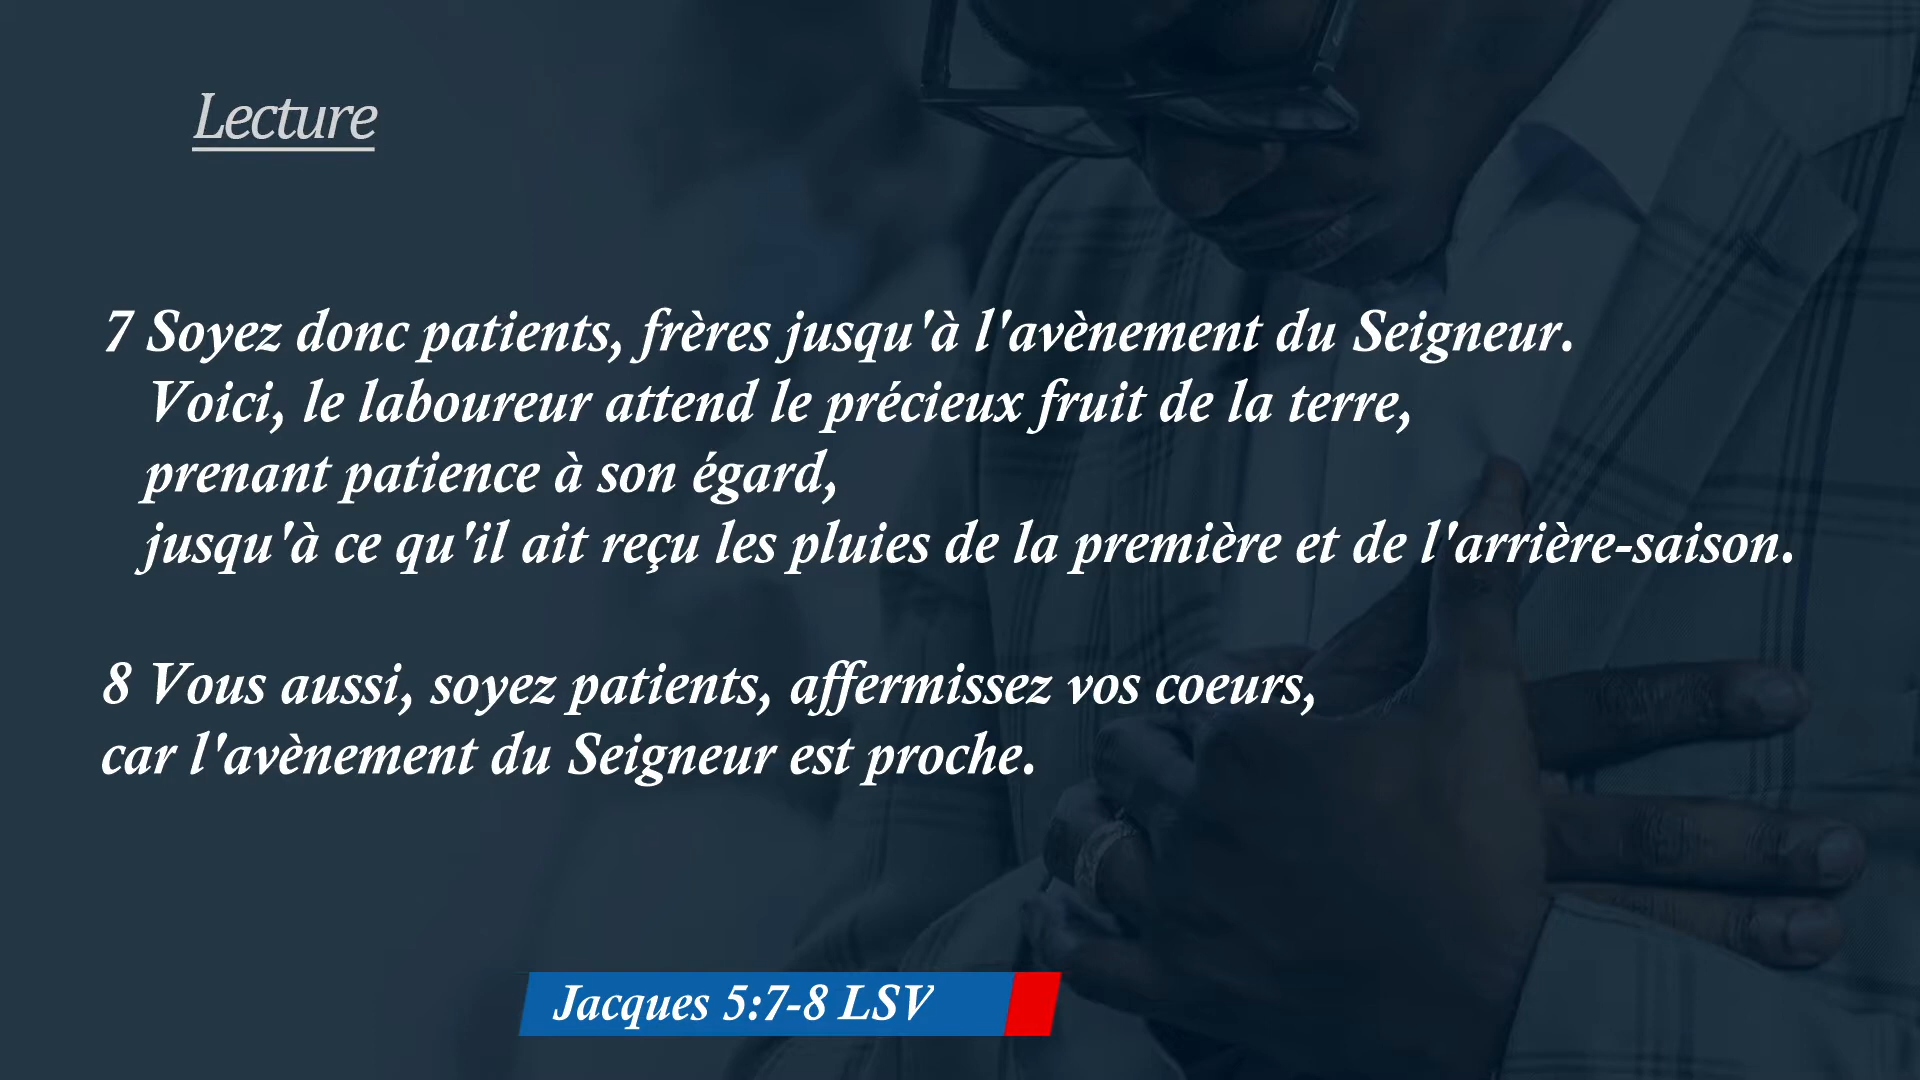 Lecture
7 Soyez donc patients, frères jusqu'à l'avènement du Seigneur.
Voici, le laboureur attend le précieux fruit de la terre,
prenant patience à son égard,
jusqu'à ce qu'il ait reçu les pluies de la première et de l'arrière-saison.
8 Vous aussi, soyez patients, affermissez vos coeurs,
car l'avènement du Seigneur est proche.
Jacques 5:7-8 LSV